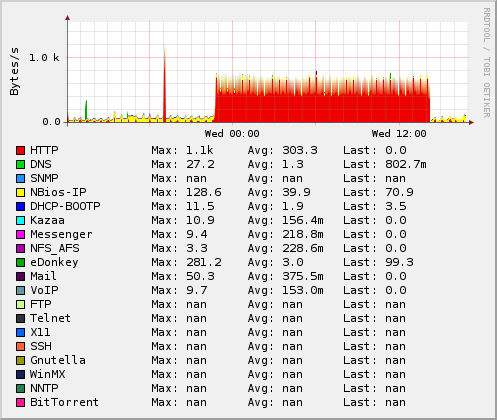 RRDTOOL / TOBI OETIKER
Bytes/s
1.0 k
0.0
Wed 00:00 Wed 12:00
HTTP Max: 1.1k Avg: 303.3 Last: 0.0
DNS Max: 27.2 Avg: 1.3 Last: 802.7m
SNMP Max: nan Avg: nan Last: nan
NBios-IP Max: 128.6 Avg: 39.9 Last: 70.9
DHCP-BOOTP Max: 11.5 Avg: 1.9 Last: 3.5
Kazaa Max: 10.9 Avg: 156.4m Last: 0.0
Messenger Max: 9.4 Avg: 218.8m Last: 0.0
NFS_AFS Max: 3.3 Avg: 228.6m Last: 0.0
eDonkey Max: 281.2 Avg: 3.0 Last: 99.3
Mail Max: 50.3 Avg: 375.5m Last: 0.0
VoIP Max: 9.7 Avg: 153.0m Last: 0.0
FTP Max: nan Avg: nan Last: nan
Telnet Max: nan Avg: nan Last: nan
X11 Max: nan Avg: nan Last: nan
SSH Max: nan Avg: nan Last: nan
Gnutella Max: nan Avg: nan Last: nan
WinMX Max: nan Avg: nan Last: nan
NNTP Max: nan Avg: nan Last: nan
BitTorrent Max: nan Avg: nan Last: nan